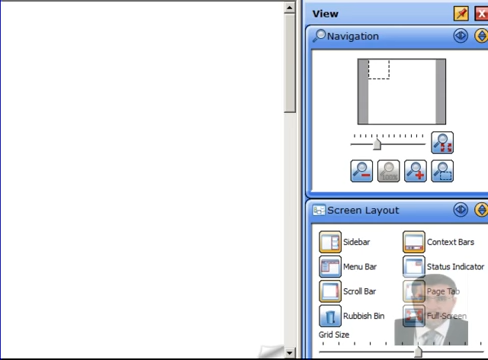 View
Navigation
Screen Layout
Sidebar
Context Bars
Menu Bar
Status Indicator
Scroll Bar
Page Tab
Rubbish Bin
Full-Screen
Grid Size